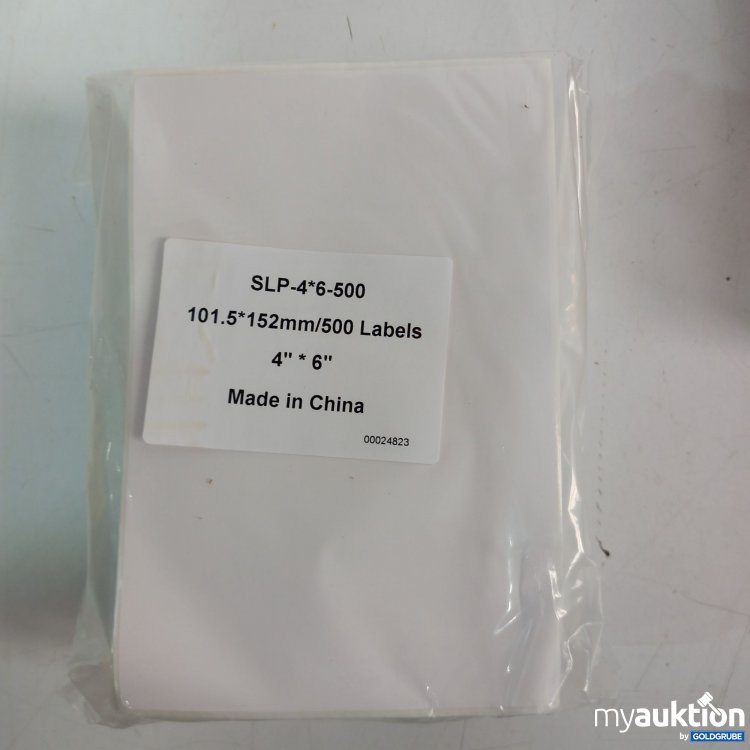 SLP-4*6-500
101.5*152mm/500 Labels
4" * 6"
Made in China
00024823
myauktion
by GOLDGRUBE